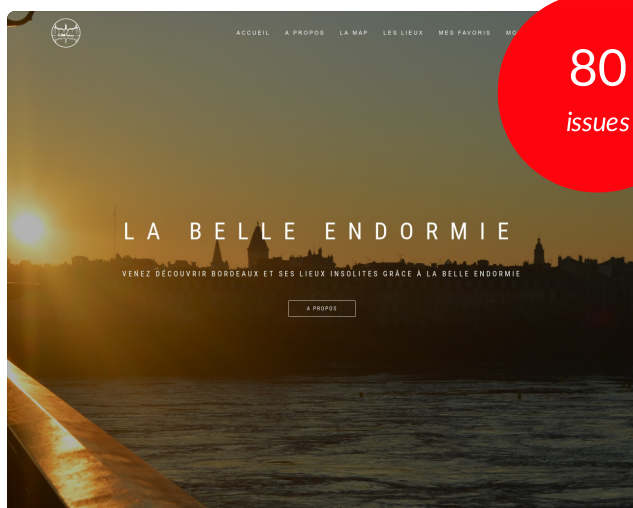 ACCUEIL A PROPOS LA MAP LES LIEUX MES FAVORIS
80
issues
LA BELLE ENDORMIE
VENEZ DÉCOUVRIR BORDEAUX ET SES LIEUX INSOLITES GRÂCE À LA BELLE ENDORMIE
A PROPOS